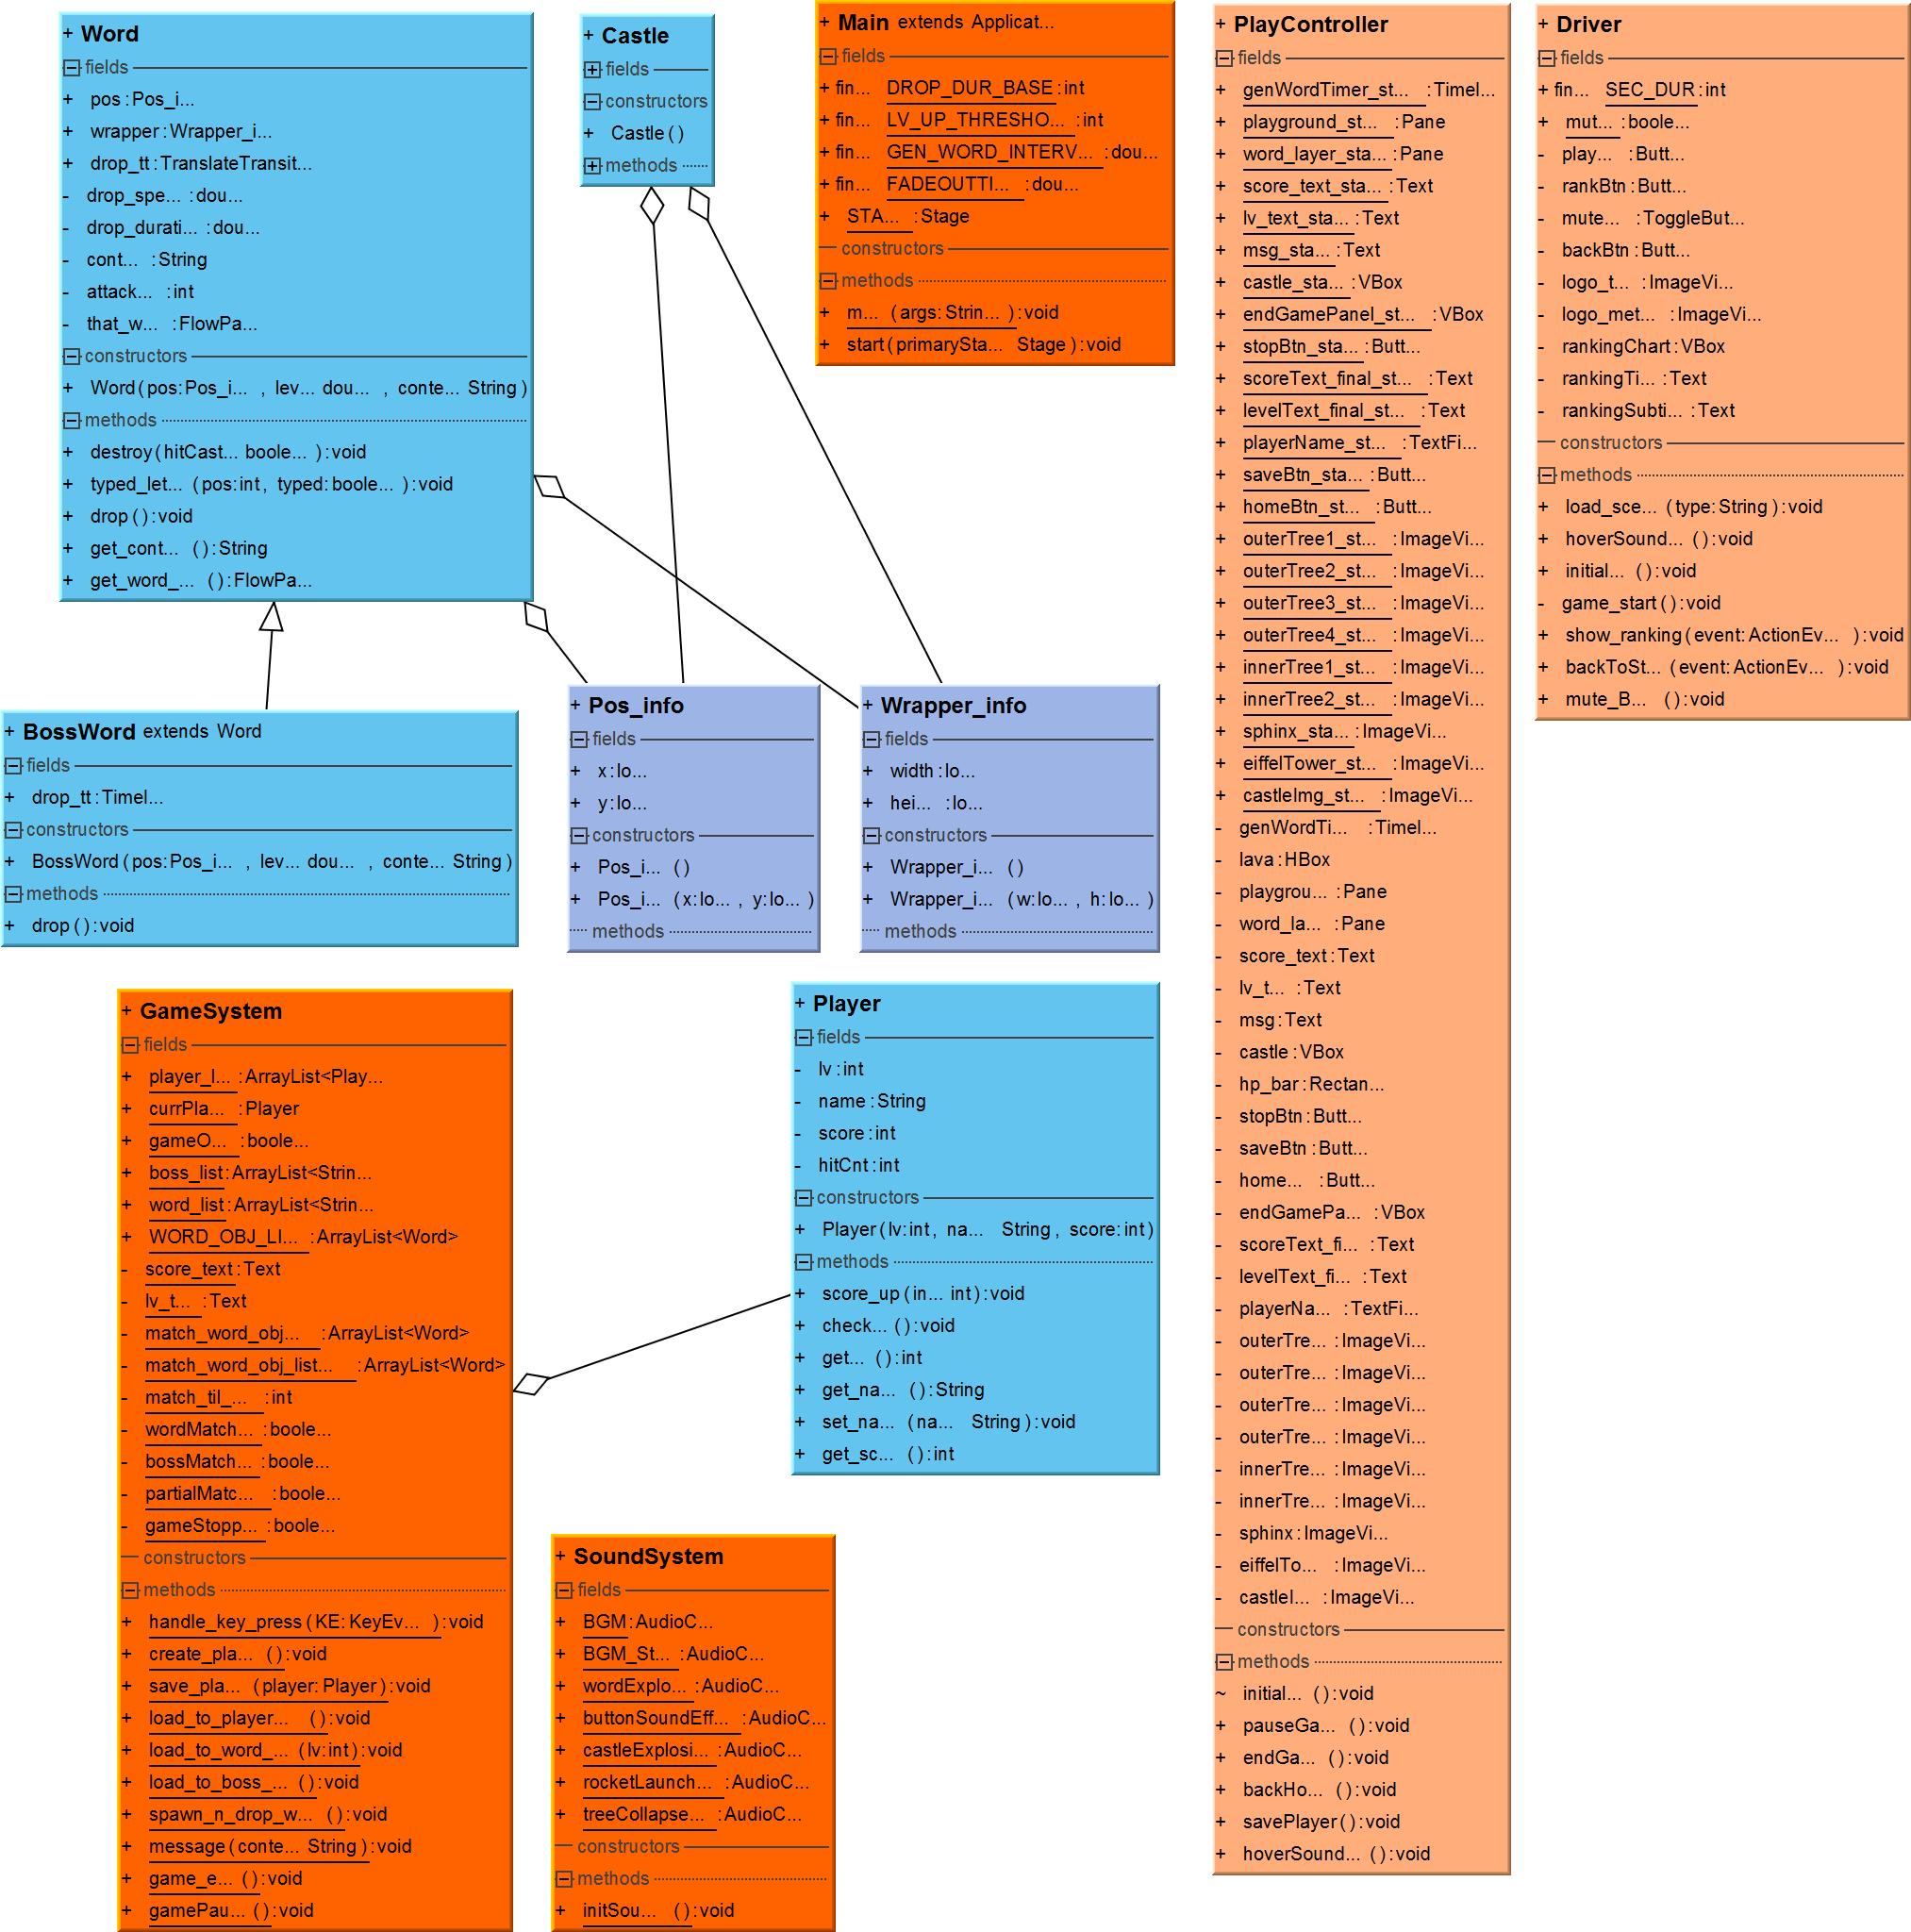 + Word
fields
+ pos : Pos_i...
+ wrapper : Wrapper_i...
+ drop_tt : TranslateTransit...
- drop_spe... : dou...
- drop_durati... : dou...
- cont... : String
- attack... : int
- that_w... : FlowPa...
constructors
+ Word ( pos: Pos_i... , lev... dou... , conte... String )
methods
+ destroy ( hitCast... boole... ) : void
+ typed_let... ( pos: int , typed: boole... ) : void
+ drop ( ) : void
+ get_cont... ( ) : String
+ get_word_... ( ) : FlowPa...
+ Castle
fields
constructors
+ Castle ( )
methods
+ Main extends Applicat...
fields
+ fin... DROP_DUR_BASE : int
+ fin... LV_UP_THRESHO... : int
+ fin... GEN_WORD_INTERV... : dou...
+ fin... FADEOUTTI... : dou...
+ STA... : Stage
constructors
methods
+ m... ( args: Strin... ) : void
+ start ( primarySta... Stage ) : void
+ PlayController
fields
+ genWordTimer_st... : Timel...
+ playground_st... : Pane
+ word_layer_sta... : Pane
+ score_text_sta... : Text
+ lv_text_sta... : Text
+ msg_sta... : Text
+ castle_sta... : VBox
+ endGamePanel_st... : VBox
+ stopBtn_sta... : Butt...
+ scoreText_final_st... : Text
+ levelText_final_st... : Text
+ playerName_st... : TextFi...
+ saveBtn_sta... : Butt...
+ homeBtn_st... : Butt...
+ outerTree1_st... : ImageVi...
+ outerTree2_st... : ImageVi...
+ outerTree3_st... : ImageVi...
+ outerTree4_st... : ImageVi...
+ innerTree1_st... : ImageVi...
+ innerTree2_st... : ImageVi...
+ sphinx_sta... : ImageVi...
+ eiffelTower_st... : ImageVi...
+ castleImg_st... : ImageVi...
- genWordTi... : Timel...
- lava : HBox
- playgrou... : Pane
- word_la... : Pane
- score_text : Text
- lv_t... : Text
- msg : Text
- castle : VBox
- hp_bar : Rectan...
- stopBtn : Butt...
- saveBtn : Butt...
- home... : Butt...
- endGamePa... : VBox
- scoreText_fi... : Text
- levelText_fi... : Text
- playerNa... : TextFi...
- outerTre... : ImageVi...
- outerTre... : ImageVi...
- outerTre... : ImageVi...
- outerTre... : ImageVi...
- innerTre... : ImageVi...
- innerTre... : ImageVi...
- sphinx : ImageVi...
- eiffelTo... : ImageVi...
- castleI... : ImageVi...
constructors
methods
~ initial... ( ) : void
+ pauseGa... ( ) : void
+ endGa... ( ) : void
+ backHo... ( ) : void
+ savePlayer ( ) : void
+ hoverSound... ( ) : void
+ Driver
fields
+ fin... SEC_DUR : int
+ mut... : boole...
- play... : Butt...
- rankBtn : Butt...
- mute... : ToggleBut...
- backBtn : Butt...
- logo_t... : ImageVi...
- logo_met... : ImageVi...
- rankingChart : VBox
- rankingTi... : Text
- rankingSubti... : Text
constructors
methods
+ load_sce... ( type: String ) : void
+ hoverSound... ( ) : void
+ initial... ( ) : void
- game_start ( ) : void
+ show_ranking ( event: ActionEv... ) : void
+ backToSt... ( event: ActionEv... ) : void
+ mute_B... ( ) : void
+ BossWord extends Word
fields
+ drop_tt : Timel...
constructors
+ BossWord ( pos: Pos_i... , lev... dou... , conte... String )
methods
+ drop ( ) : void
+ Pos_info
fields
+ x : lo...
+ y : lo...
constructors
+ Pos_i... ( )
+ Pos_i... ( x: lo... , y: lo... )
methods
+ Wrapper_info
fields
+ width : lo...
+ hei... : lo...
constructors
+ Wrapper_i... ( )
+ Wrapper_i... ( w: lo... , h: lo... )
methods
+ GameSystem
fields
+ player_l... : ArrayList<Play...
+ currPla... : Player
+ gameO... : boole...
+ boss_list : ArrayList<Strin...
+ word_list : ArrayList<Strin...
+ WORD_OBJ_LI... : ArrayList<Word>
- score_text : Text
- lv_t... : Text
- match_word_obj... : ArrayList<Word>
- match_word_obj_list... : ArrayList<Word>
- match_til_... : int
- wordMatch... : boole...
- bossMatch... : boole...
- partialMatc... : boole...
- gameStopp... : boole...
constructors
methods
+ handle_key_press ( KE: KeyEv... ) : void
+ create_pla... ( ) : void
+ save_pla... ( player: Player ) : void
+ load_to_player... ( ) : void
+ load_to_word_... ( lv: int ) : void
+ load_to_boss_... ( ) : void
+ spawn_n_drop_w... ( ) : void
+ message ( conte... String ) : void
+ game_e... ( ) : void
+ gamePau... ( ) : void
+ Player
fields
- lv : int
- name : String
- score : int
- hitCnt : int
constructors
+ Player ( lv: int , na... String , score: int )
methods
+ score_up ( in... int ) : void
+ check... ( ) : void
+ get... ( ) : int
+ get_na... ( ) : String
+ set_na... ( na... String ) : void
+ get_sc... ( ) : int
+ SoundSystem
fields
+ BGM : AudioC...
+ BGM_St... : AudioC...
+ wordExplo... : AudioC...
+ buttonSoundEff... : AudioC...
+ castleExplosi... : AudioC...
+ rocketLaunch... : AudioC...
+ treeCollapse... : AudioC...
constructors
methods
+ initSou... ( ) : void